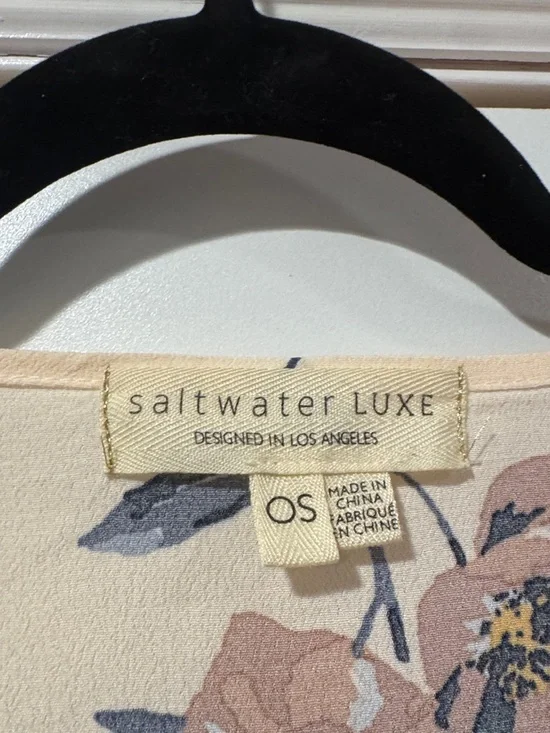 saltwater LUXE
DESIGNED IN LOS ANGELES
OS
MADE IN
CHINA
FABRIQUÉ
EN CHINE